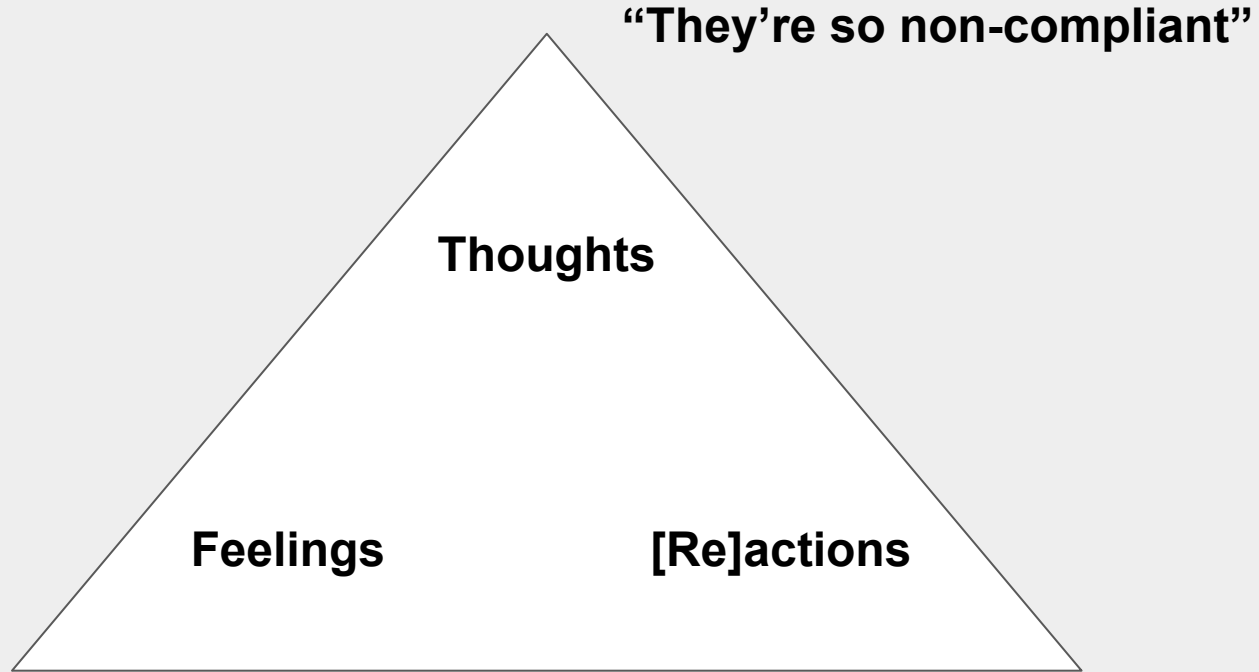 “They’re so non-compliant”
Thoughts
Feelings
[Re]actions